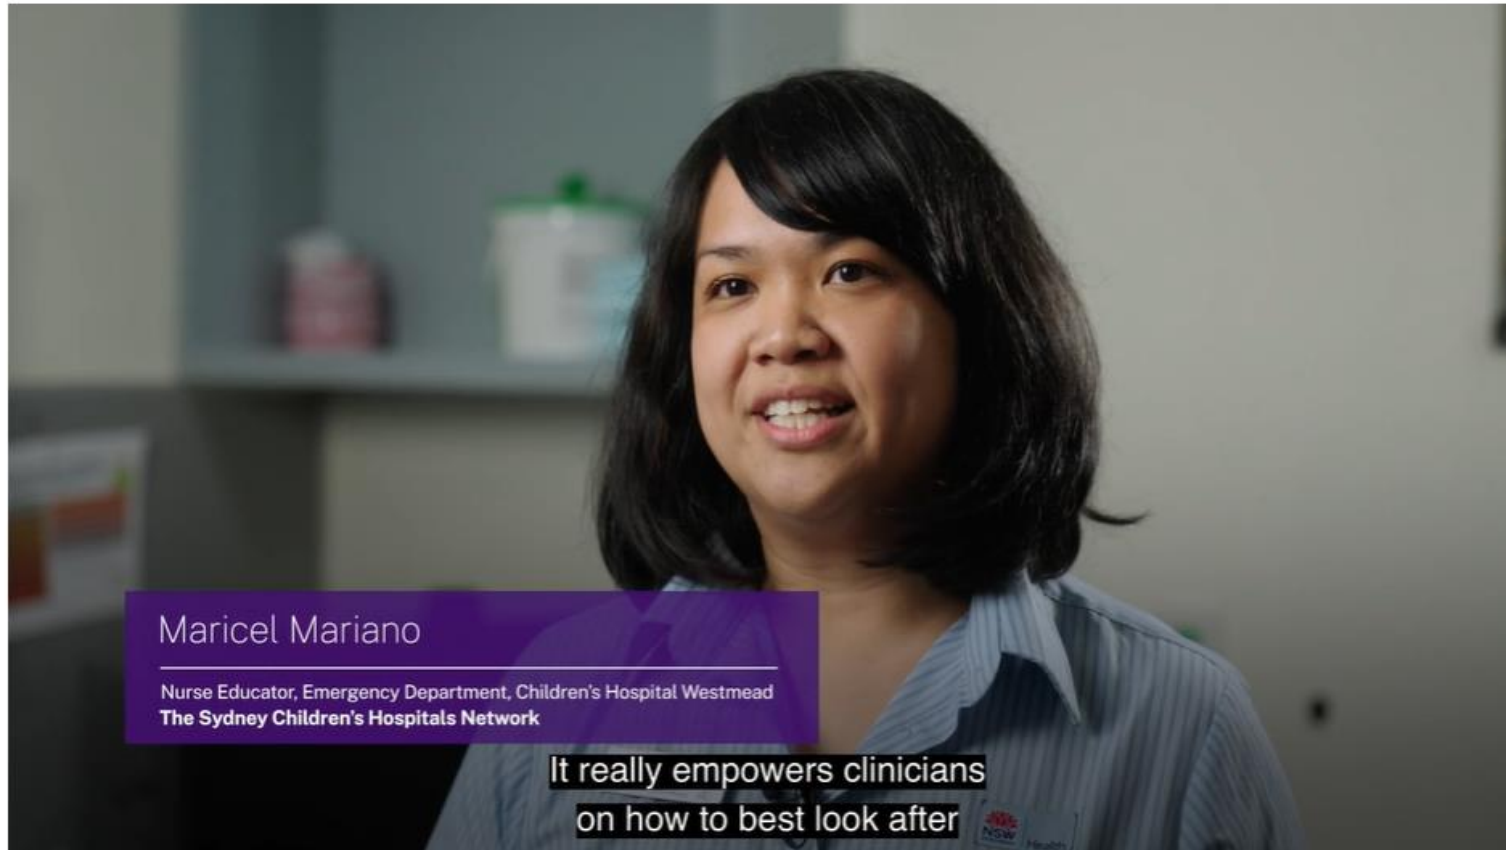 Maricel Mariano
Nurse Educator, Emergency Department, Children's Hospital Westmead
The Sydney Children's Hospitals Network
It really empowers clinicians
on how to best look after
NSW
Health